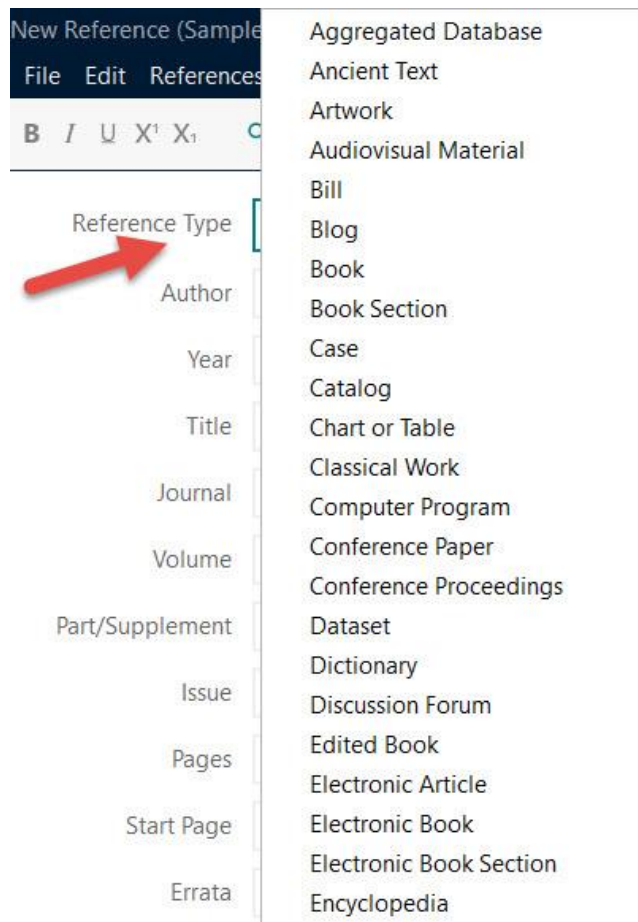 New Reference (Sample
File Edit References
B I U X¹ X₁
Reference Type
Author
Year
Title
Journal
Volume
Part/Supplement
Issue
Pages
Start Page
Errata
Aggregated Database
Ancient Text
Artwork
Audiovisual Material
Bill
Blog
Book
Book Section
Case
Catalog
Chart or Table
Classical Work
Computer Program
Conference Paper
Conference Proceedings
Dataset
Dictionary
Discussion Forum
Edited Book
Electronic Article
Electronic Book
Electronic Book Section
Encyclopedia